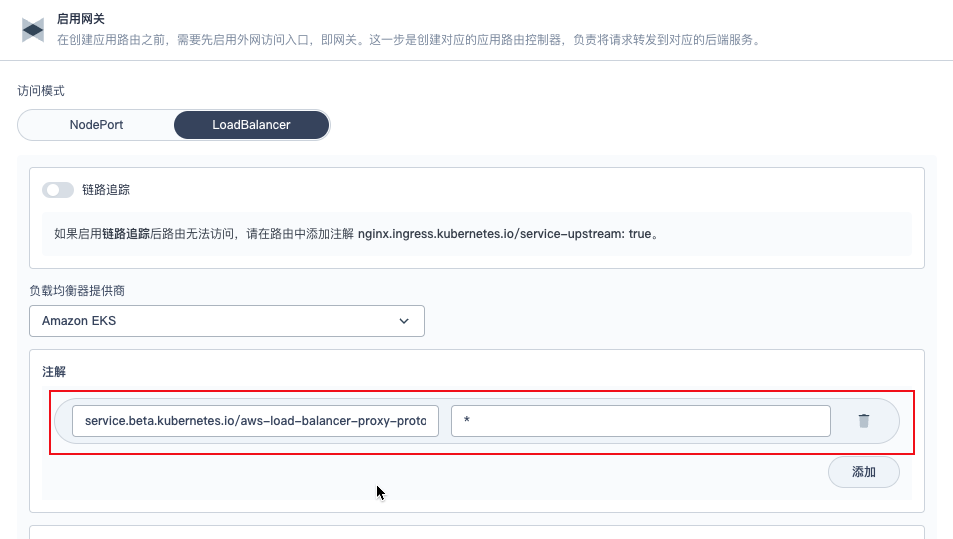 启用网关
在创建应用路由之前，需要先启用外网访问入口，即网关。这一步是创建对应的应用路由控制器，负责将请求转发到对应的后端服务。
访问模式
NodePort LoadBalancer
链路追踪
如果启用链路追踪后路由无法访问，请在路由中添加注解 nginx.ingress.kubernetes.io/service-upstream: true。
负载均衡器提供商
Amazon EKS
注解
service.beta.kubernetes.io/aws-load-balancer-proxy-proto *
添加